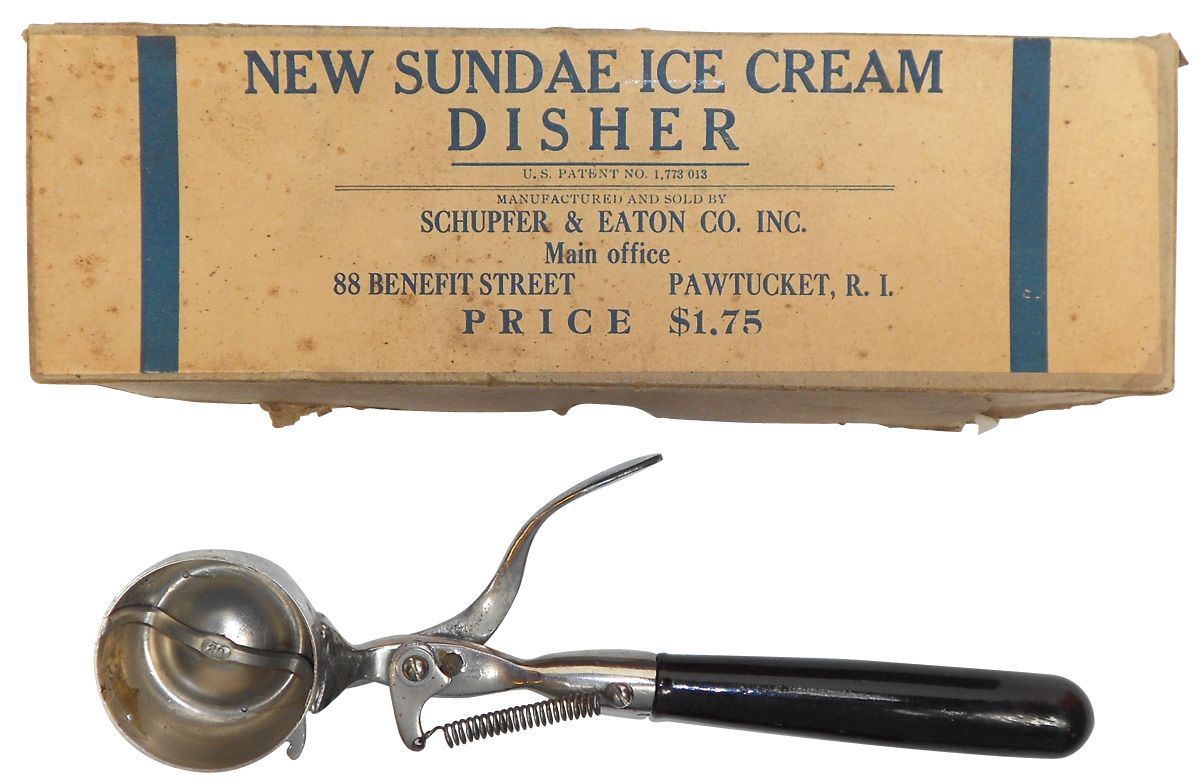 NEW SUNDAE ICE CREAM
DISHER
U. S. PATENT NO. 1,773 013
MANUFACTURED AND SOLD BY
SCHUPFER & EATON CO. INC.
Main office
88 BENEFIT STREET PAWTUCKET, R. I.
PRICE $1.75
20